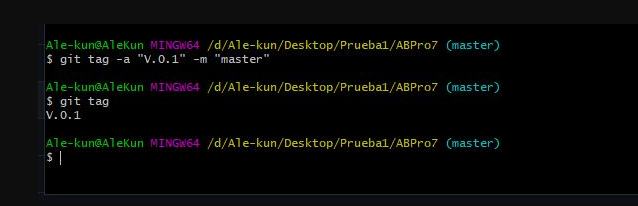 Ale-kun@AleKun MINGW64 /d/Ale-kun/Desktop/Prueba1/ABPro7 (master)
$ git tag -a "V.0.1" -m "master"
Ale-kun@AleKun MINGW64 /d/Ale-kun/Desktop/Prueba1/ABPro7 (master)
$ git tag
V.0.1
Ale-kun@AleKun MINGW64 /d/Ale-kun/Desktop/Prueba1/ABPro7 (master)
$